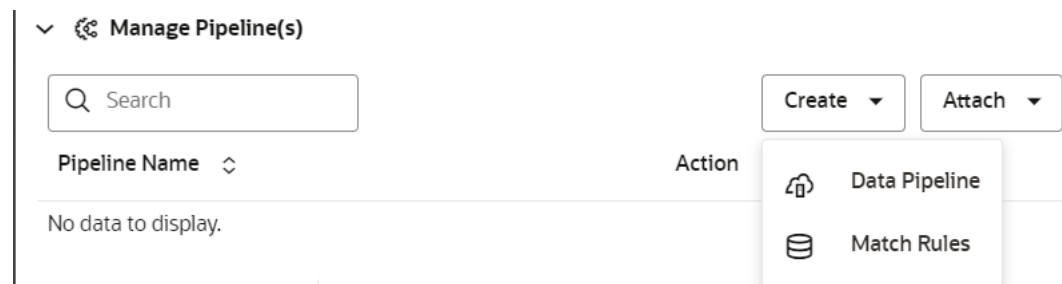 Manage Pipeline(s)
Search
Create
Attach
Pipeline Name
Action
Data Pipeline
No data to display.
Match Rules